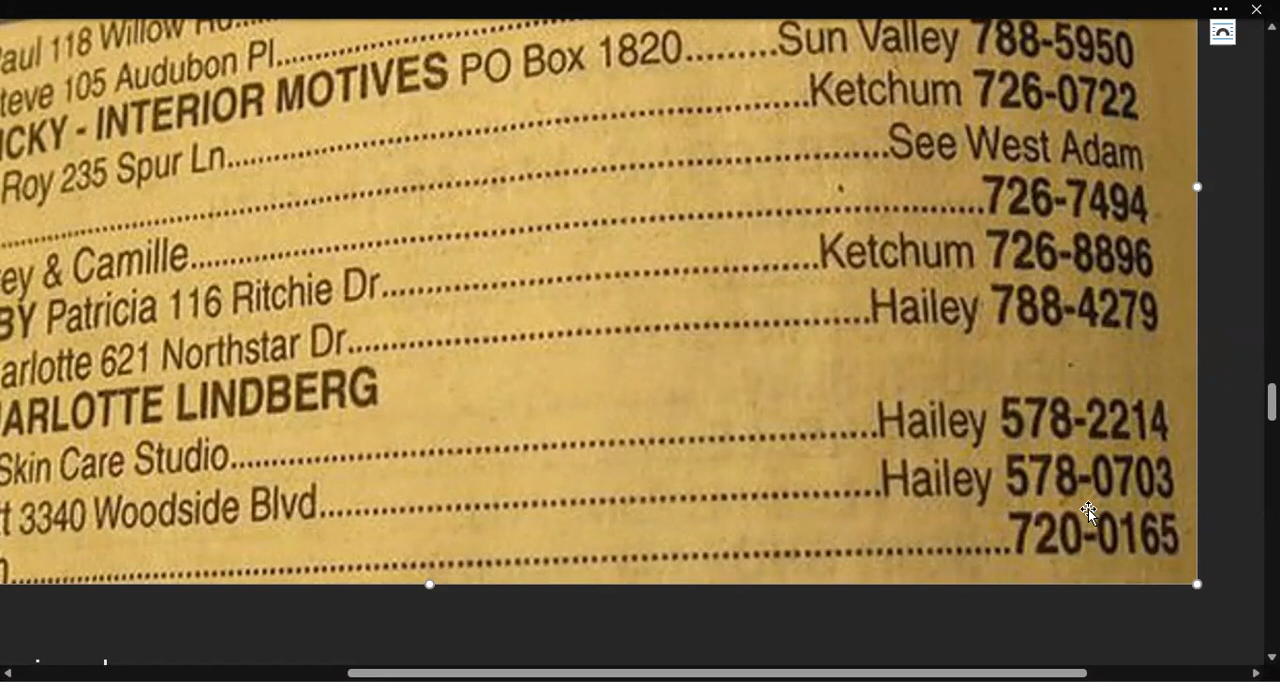 aul 118 Willow Rd......
teve 105 Audubon Pl......
ICKY - INTERIOR MOTIVES PO Box 1820........Sun Valley 788-5950
Roy 235 Spur Ln......Ketchum 726-0722
......See West Adam
ey & Camille......726-7494
BY Patricia 116 Ritchie Dr......Ketchum 726-8896
arlotte 621 Northstar Dr......Hailey 788-4279
ARLOTTE LINDBERG
Skin Care Studio......Hailey 578-2214
t 3340 Woodside Blvd......Hailey 578-0703
......720-0165